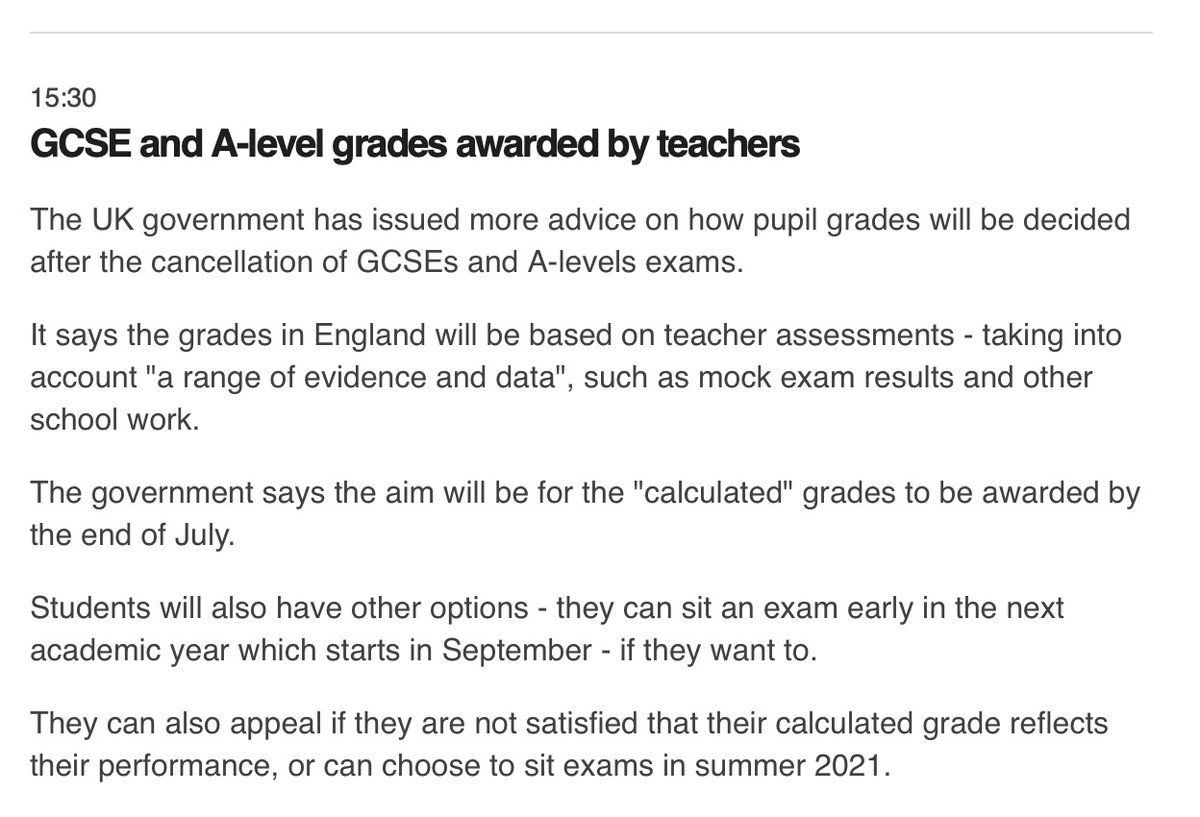 15:30
GCSE and A-level grades awarded by teachers
The UK government has issued more advice on how pupil grades will be decided
after the cancellation of GCSEs and A-levels exams.
It says the grades in England will be based on teacher assessments - taking into
account "a range of evidence and data", such as mock exam results and other
school work.
The government says the aim will be for the "calculated" grades to be awarded by
the end of July.
Students will also have other options - they can sit an exam early in the next
academic year which starts in September - if they want to.
They can also appeal if they are not satisfied that their calculated grade reflects
their performance, or can choose to sit exams in summer 2021.